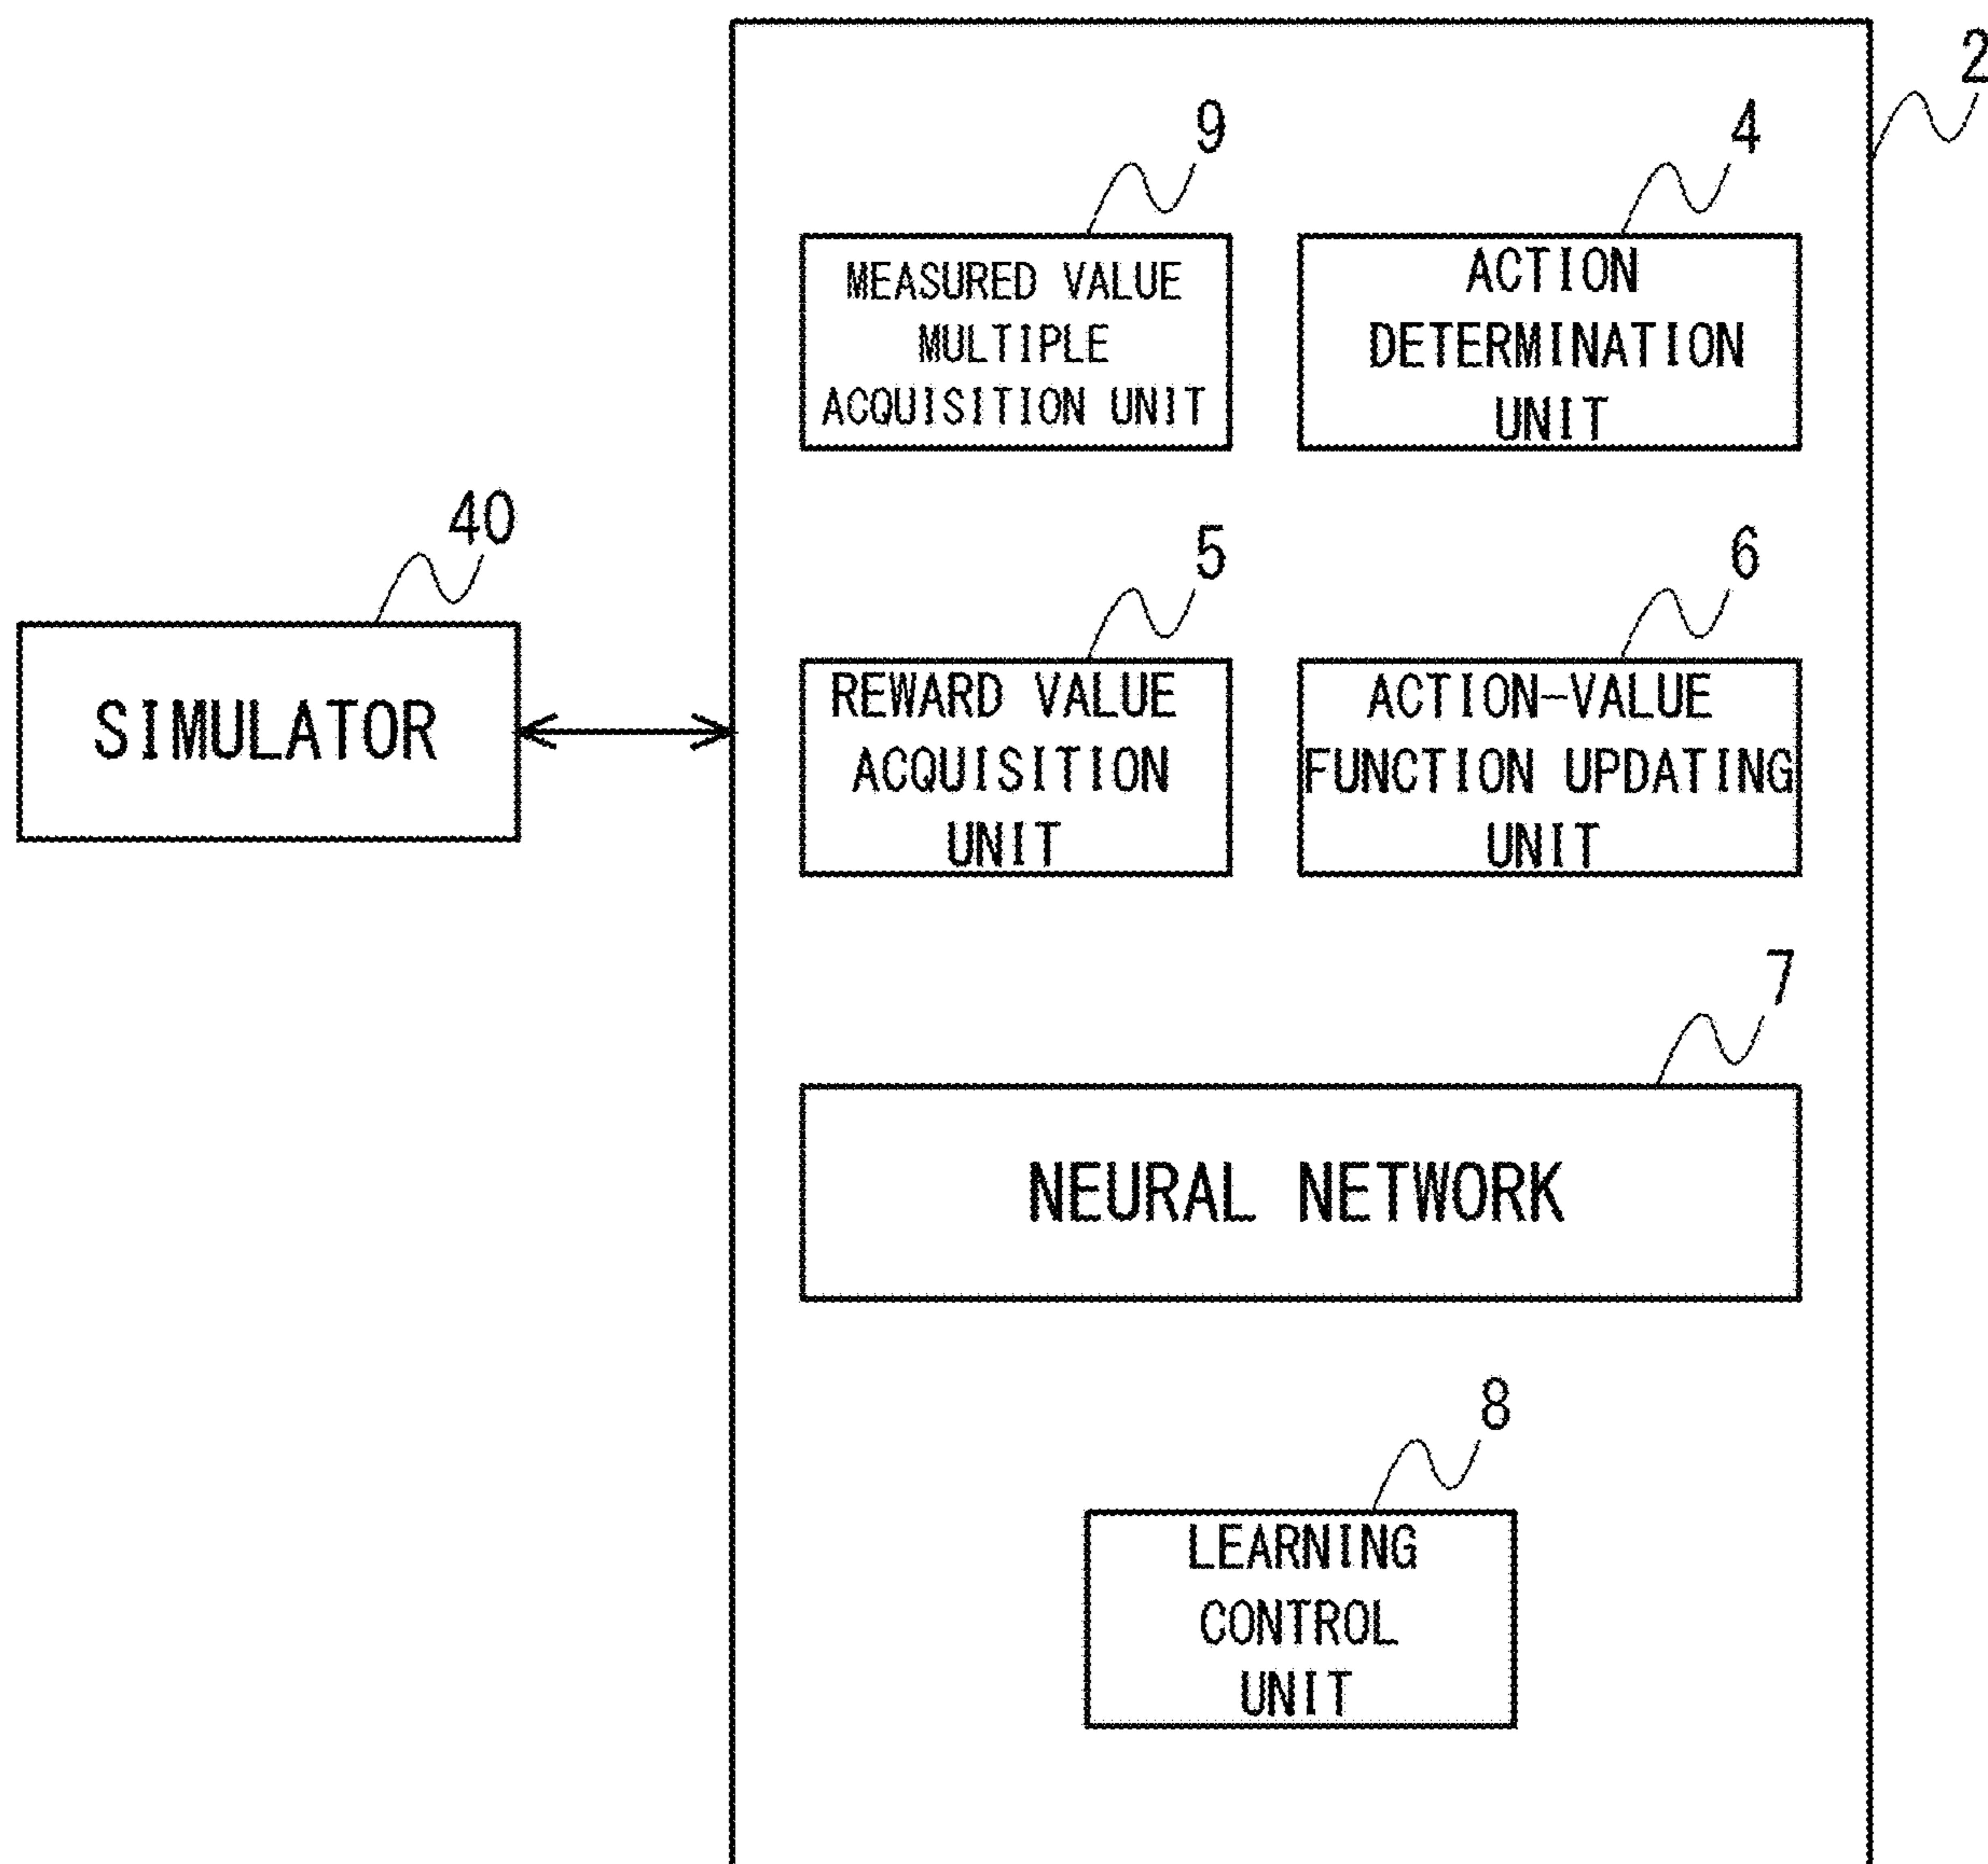 2
9
4
MEASURED VALUE
MULTIPLE
ACQUISITION UNIT
ACTION
DETERMINATION
UNIT
40
SIMULATOR
5
6
REWARD VALUE
ACQUISITION
UNIT
ACTION-VALUE
FUNCTION UPDATING
UNIT
7
NEURAL NETWORK
8
LEARNING
CONTROL
UNIT